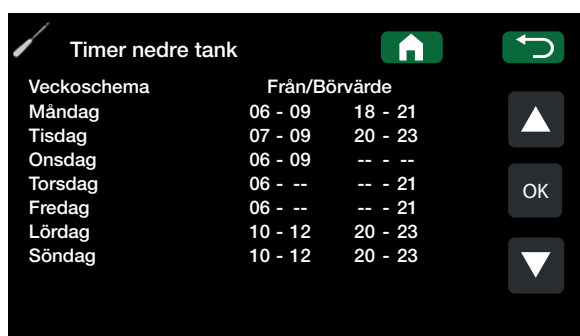 Timer nedre tank
Veckoschema Från/Börvärde
Måndag 06 - 09 18 - 21
Tisdag 07 - 09 20 - 23
Onsdag 06 - 09 -- - --
Torsdag 06 - -- -- - 21
Fredag 06 - -- -- - 21
Lördag 10 - 12 20 - 23
Söndag 10 - 12 20 - 23
OK